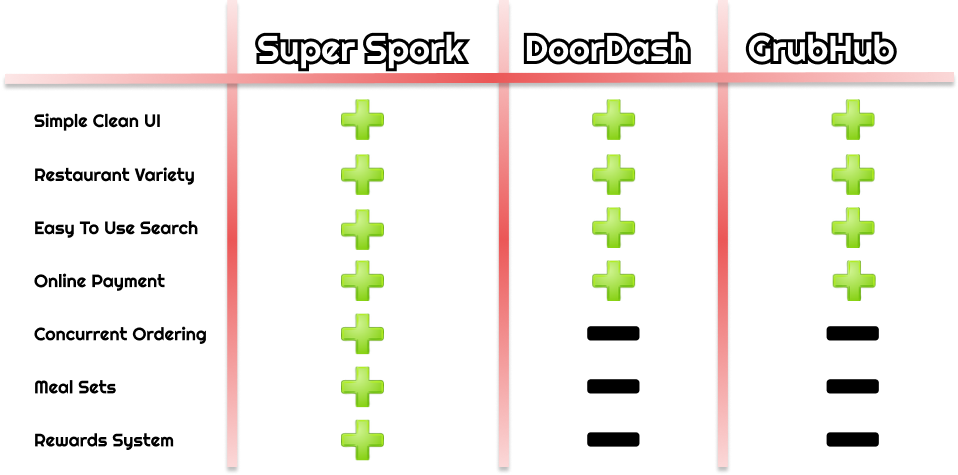 Super Spork DoorDash GrubHub
Simple Clean UI
Restaurant Variety
Easy To Use Search
Online Payment
Concurrent Ordering
Meal Sets
Rewards System